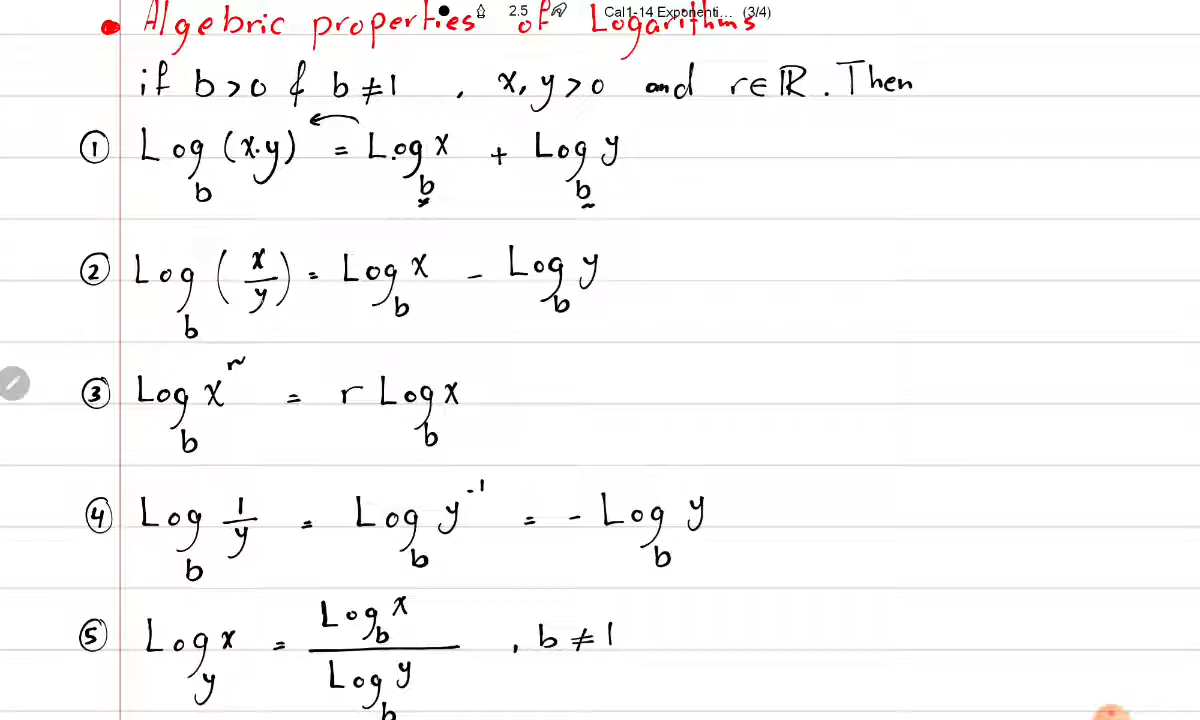 2.5 Cal1-14 Exponenti... (3/4)
• Algebric properties of Logarithms
if b > 0 & b ≠ 1 , x, y > 0 and r ∈ ℝ . Then
① Log_b (x.y) = Log_b x + Log_b y
② Log_b (x/y) = Log_b x - Log_b y
③ Log_b x^r = r Log_b x
④ Log_b 1/y = Log_b y^-1 = - Log_b y
⑤ Log_y x = Log_b x / Log_b y , b ≠ 1